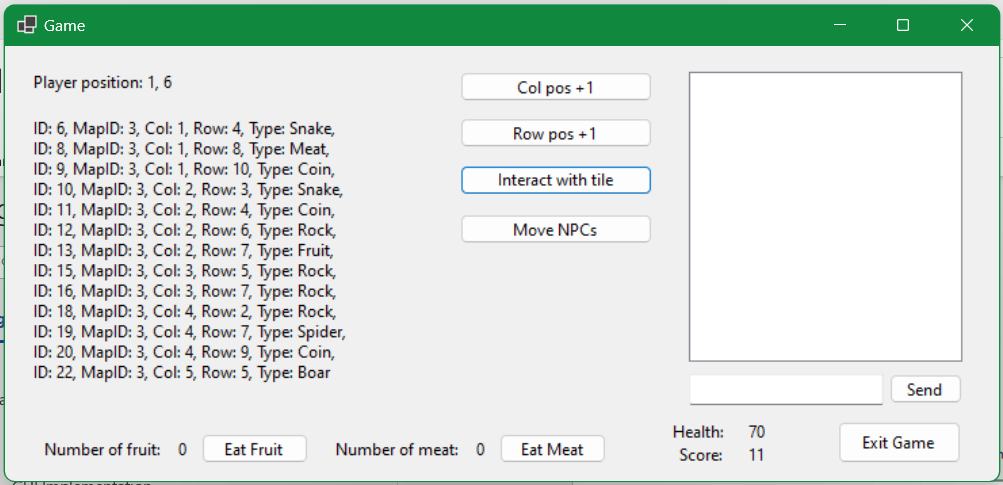 Game
Player position: 1, 6
Col pos +1
Row pos +1
Interact with tile
Move NPCs
ID: 6, MapID: 3, Col: 1, Row: 4, Type: Snake,
ID: 8, MapID: 3, Col: 1, Row: 8, Type: Meat,
ID: 9, MapID: 3, Col: 1, Row: 10, Type: Coin,
ID: 10, MapID: 3, Col: 2, Row: 3, Type: Snake,
ID: 11, MapID: 3, Col: 2, Row: 4, Type: Coin,
ID: 12, MapID: 3, Col: 2, Row: 6, Type: Rock,
ID: 13, MapID: 3, Col: 2, Row: 7, Type: Fruit,
ID: 15, MapID: 3, Col: 3, Row: 5, Type: Rock,
ID: 16, MapID: 3, Col: 3, Row: 7, Type: Rock,
ID: 18, MapID: 3, Col: 4, Row: 2, Type: Rock,
ID: 19, MapID: 3, Col: 4, Row: 7, Type: Spider,
ID: 20, MapID: 3, Col: 4, Row: 9, Type: Coin,
ID: 22, MapID: 3, Col: 5, Row: 5, Type: Boar
Send
Number of fruit: 0 Eat Fruit
Number of meat: 0 Eat Meat
Health: 70
Score: 11
Exit Game